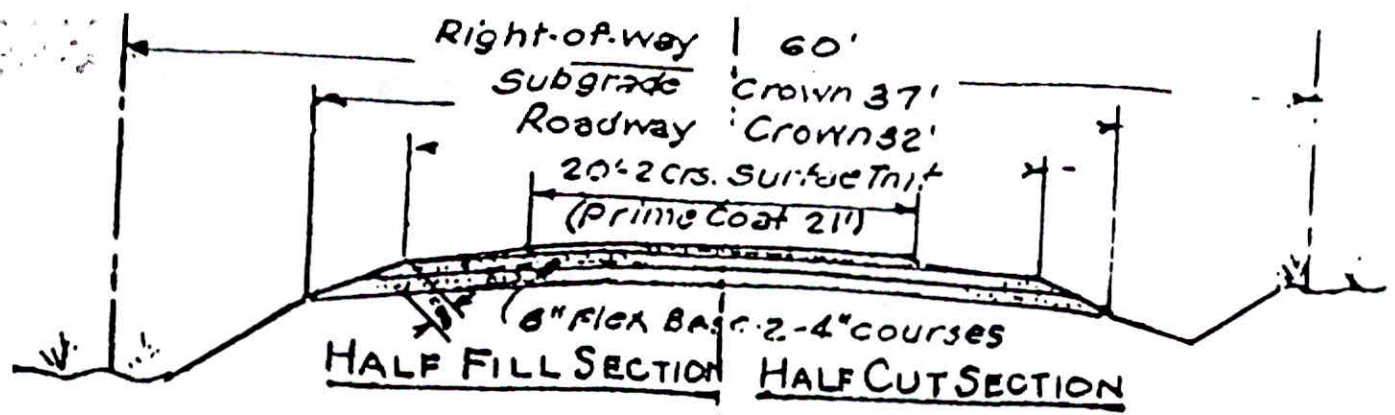 Right-of-way 60'
Subgrade Crown 37'
Roadway Crown 32'
20'-2 Crs. Surface Tmt
(Prime Coat 21')
8" Flex Base-2-4" courses
HALF FILL SECTION HALF CUT SECTION